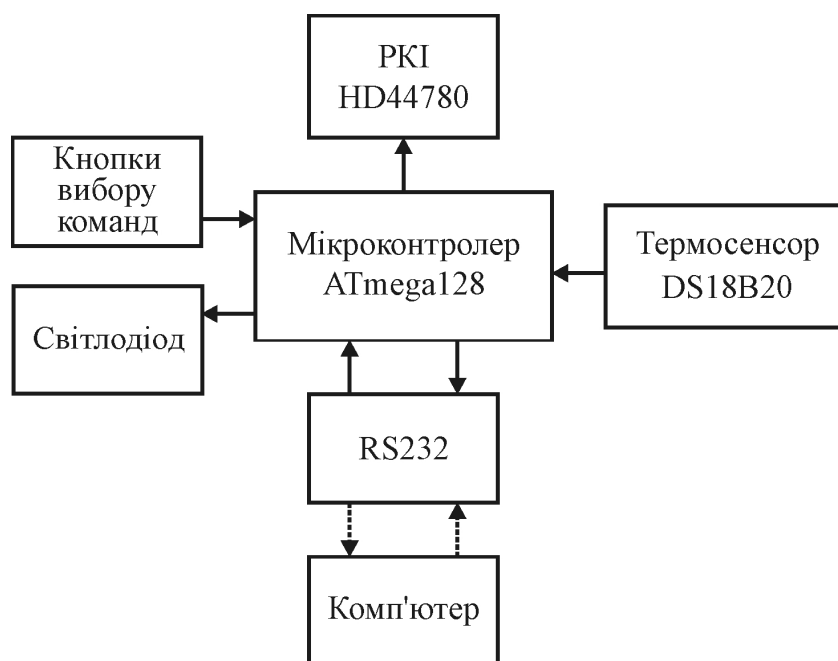 РКІ
HD44780
Кнопки
вибору
команд
Мікроконтролер
ATmega128
Термосенсор
DS18B20
Світлодіод
RS232
Комп'ютер